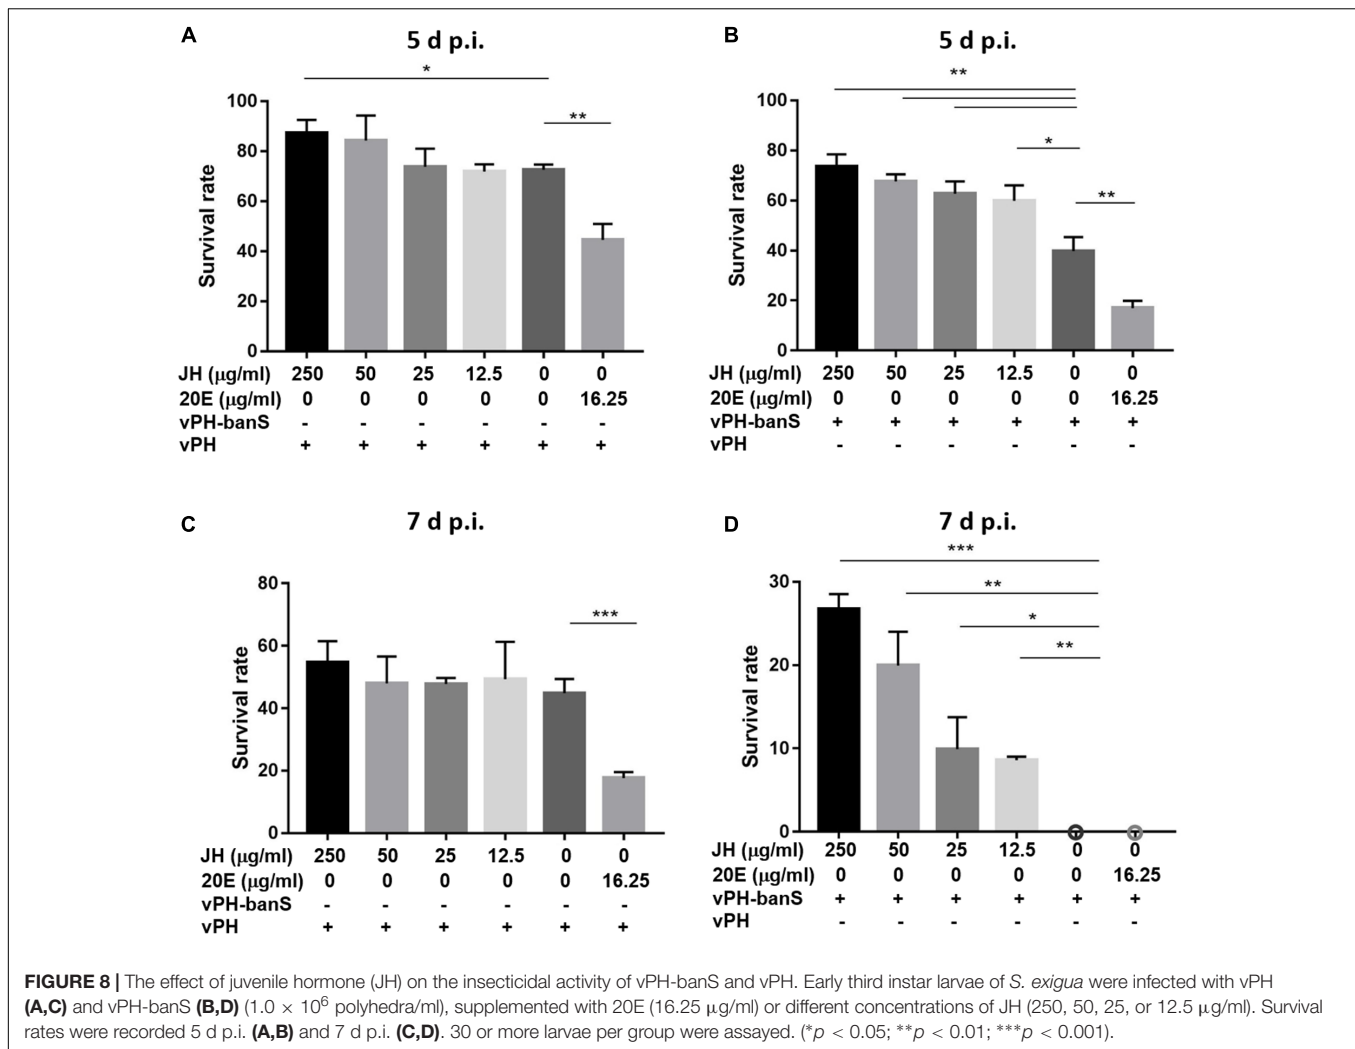 A
5 d p.i.
*
**
100
80
60
40
20
0
Survival rate
JH (µg/ml) 250 50 25 12.5 0 0
20E (µg/ml) 0 0 0 0 0 16.25
vPH-banS - - - - - -
vPH + + + + + +
B
5 d p.i.
**
*
**
100
80
60
40
20
0
Survival rate
JH (µg/ml) 250 50 25 12.5 0 0
20E (µg/ml) 0 0 0 0 0 16.25
vPH-banS + + + + + +
vPH - - - - - -
C
7 d p.i.
***
80
60
40
20
0
Survival rate
JH (µg/ml) 250 50 25 12.5 0 0
20E (µg/ml) 0 0 0 0 0 16.25
vPH-banS - - - - - -
vPH + + + + + +
D
7 d p.i.
***
**
*
**
30
20
10
0
Survival rate
JH (µg/ml) 250 50 25 12.5 0 0
20E (µg/ml) 0 0 0 0 0 16.25
vPH-banS + + + + + +
vPH - - - - - -
FIGURE 8 | The effect of juvenile hormone (JH) on the insecticidal activity of vPH-banS and vPH. Early third instar larvae of S. exigua were infected with vPH
(A,C) and vPH-banS (B,D) (1.0 × 10⁶ polyhedra/ml), supplemented with 20E (16.25 µg/ml) or different concentrations of JH (250, 50, 25, or 12.5 µg/ml). Survival
rates were recorded 5 d p.i. (A,B) and 7 d p.i. (C,D). 30 or more larvae per group were assayed. (*p < 0.05; **p < 0.01; ***p < 0.001).